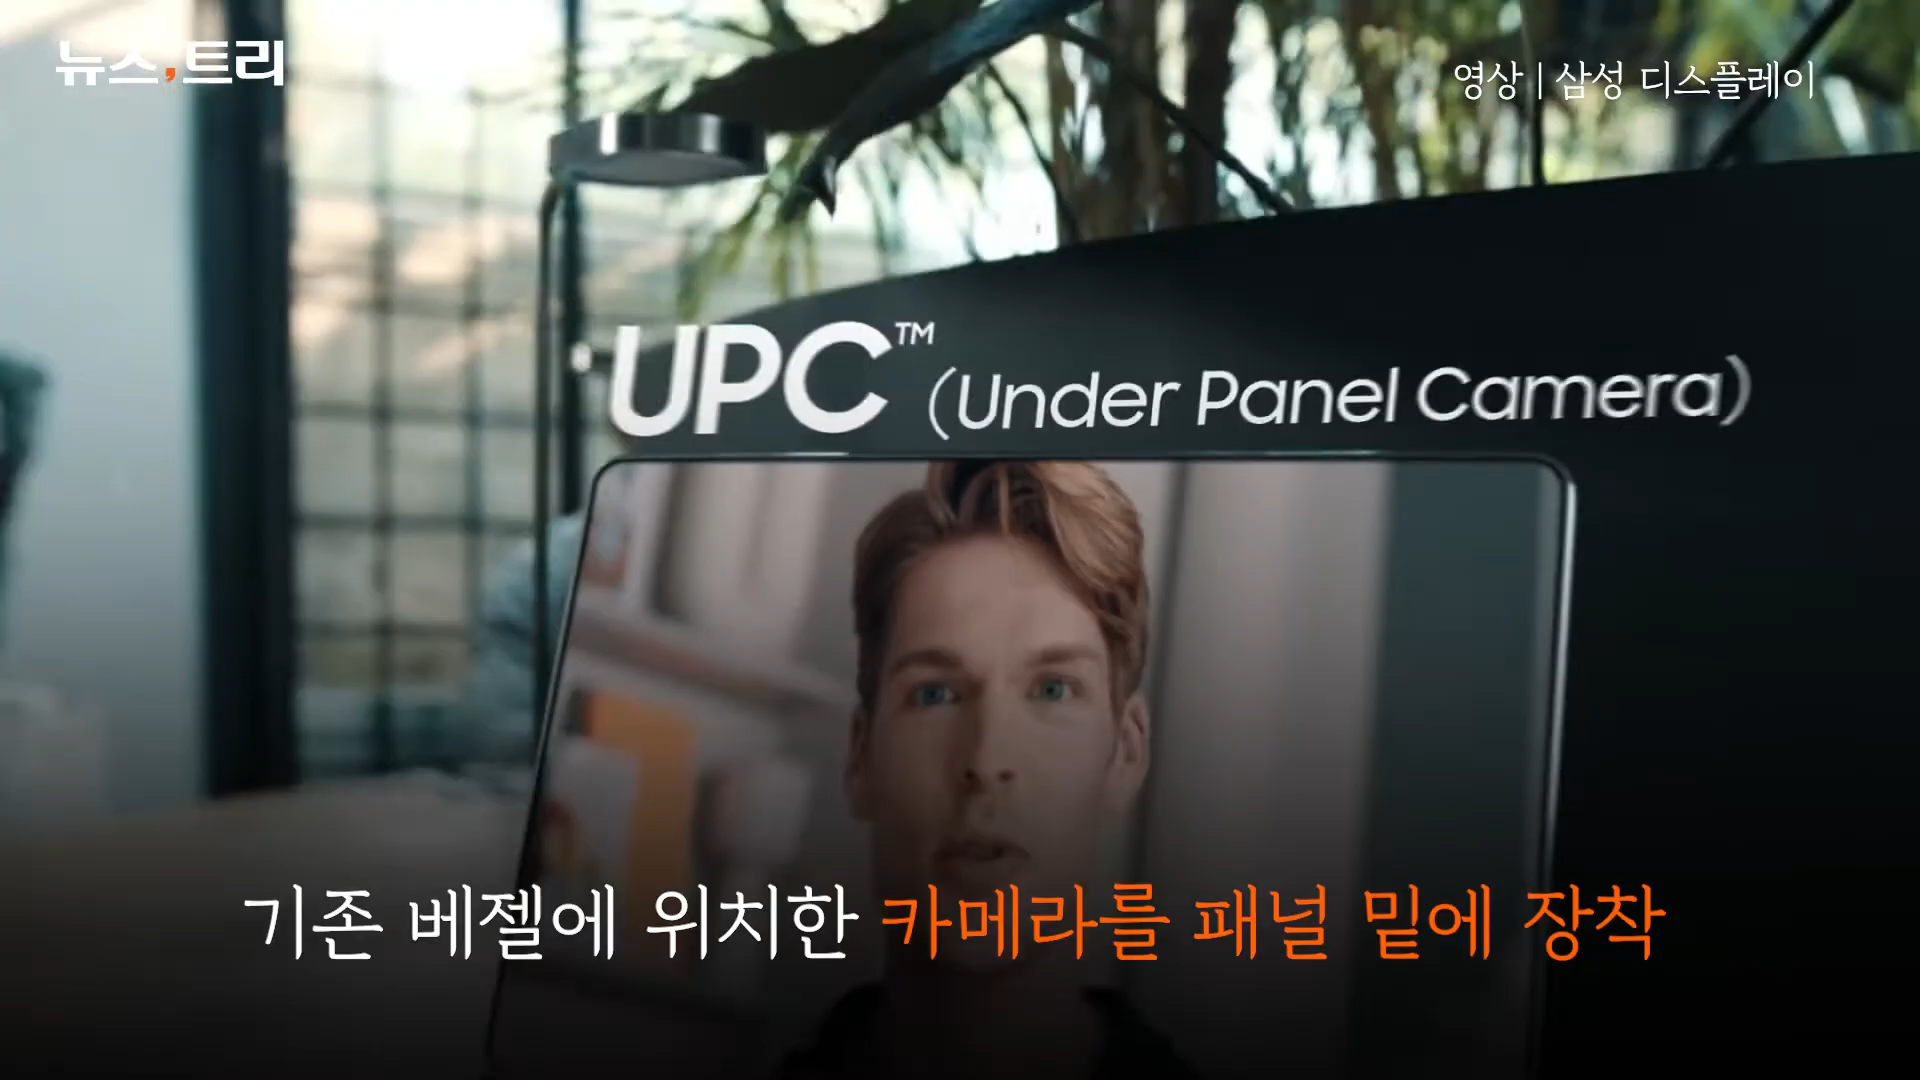 뉴스,트리
영상 | 삼성 디스플레이
UPC™ (Under Panel Camera)
기존 베젤에 위치한 카메라를 패널 밑에 장착